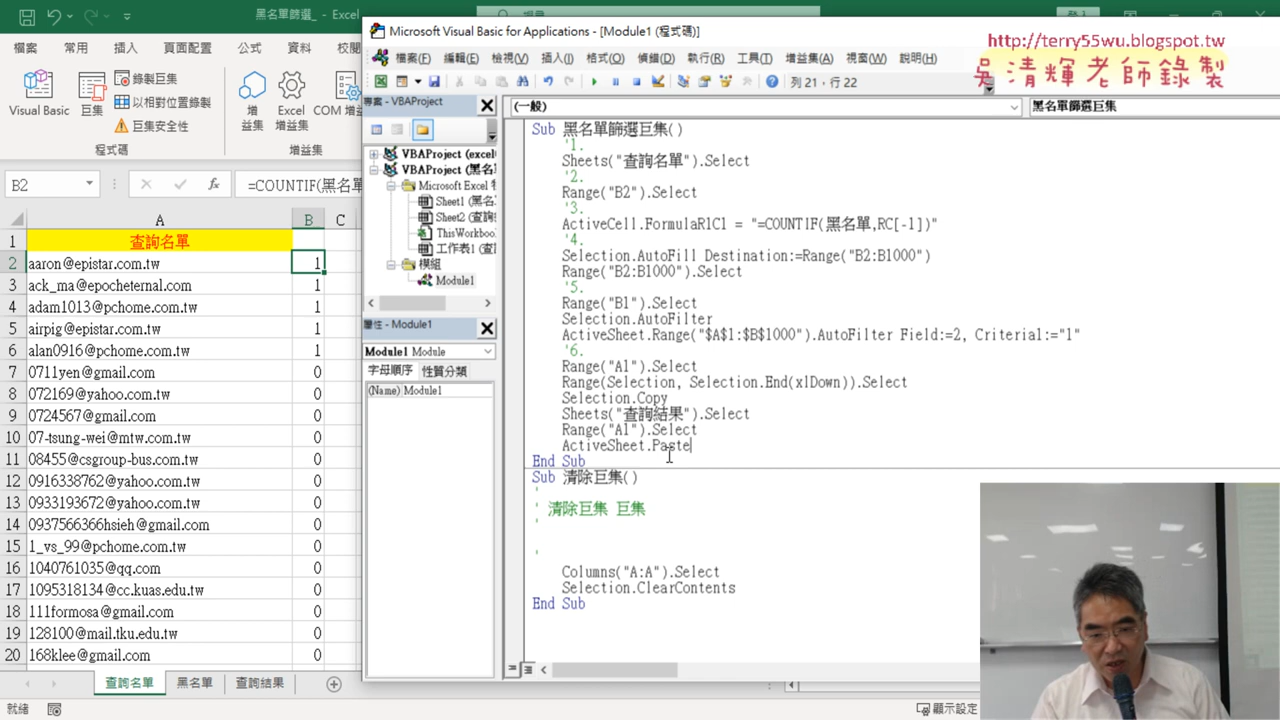 黑名單篩選_ - Excel
搜尋
登入
Microsoft Visual Basic for Applications - [Module1 (程式碼)]
http://terry55wu.blogspot.tw
吳清輝老師錄製
檔案 常用 插入 頁面配置 公式 資料 校閱
檔案(F) 編輯(E) 檢視(V) 插入(I) 格式(O) 偵錯(D) 執行(R) 工具(T) 增益集(A) 視窗(W) 說明(H)
列 21, 行 22
Visual Basic
巨集
錄製巨集
以相對位置錄製
巨集安全性
程式碼
增益集
Excel 增益集
COM 增益
增益集
專案 - VBAProject
VBAProject (excel
VBAProject (黑名
Microsoft Excel
Sheet1 (黑名
Sheet2 (查詢
ThisWorkboo
工作表1 (查
模組
Module1
屬性 - Module1
Module1 Module
字母順序 性質分類
(Name) Module1
(一般)
黑名單篩選巨集
Sub 黑名單篩選巨集()
'1.
Sheets("查詢名單").Select
'2.
Range("B2").Select
'3.
ActiveCell.FormulaR1C1 = "=COUNTIF(黑名單,RC[-1])"
'4.
Selection.AutoFill Destination:=Range("B2:B1000")
Range("B2:B1000").Select
'5.
Range("B1").Select
Selection.AutoFilter
ActiveSheet.Range("$A$1:$B$1000").AutoFilter Field:=2, Criteria1:="1"
'6.
Range("A1").Select
Range(Selection, Selection.End(xlDown)).Select
Selection.Copy
Sheets("查詢結果").Select
Range("A1").Select
ActiveSheet.Paste
End Sub
Sub 清除巨集()
'
' 清除巨集 巨集
'
'
Columns("A:A").Select
Selection.ClearContents
End Sub
B2
fx
=COUNTIF(黑名單
A B C
1 查詢名單
2 aaron@epistar.com.tw 1
3 ack_ma@epocheternal.com 1
4 adam1013@pchome.com.tw 1
5 airpig@epistar.com.tw 1
6 alan0916@pchome.com.tw 1
7 0711yen@gmail.com 0
8 072169@yahoo.com.tw 0
9 0724567@gmail.com 0
10 07-tsung-wei@mtw.com.tw 0
11 08455@csgroup-bus.com.tw 0
12 0916338762@yahoo.com.tw 0
13 0933193672@yahoo.com.tw 0
14 0937566366hsieh@gmail.com 0
15 1_vs_99@pchome.com.tw 0
16 1040761035@qq.com 0
17 1095318134@cc.kuas.edu.tw 0
18 111formosa@gmail.com 0
19 128100@mail.tku.edu.tw 0
20 168klee@gmail.com 0
查詢名單 黑名單 查詢結果
就緒
顯示設定